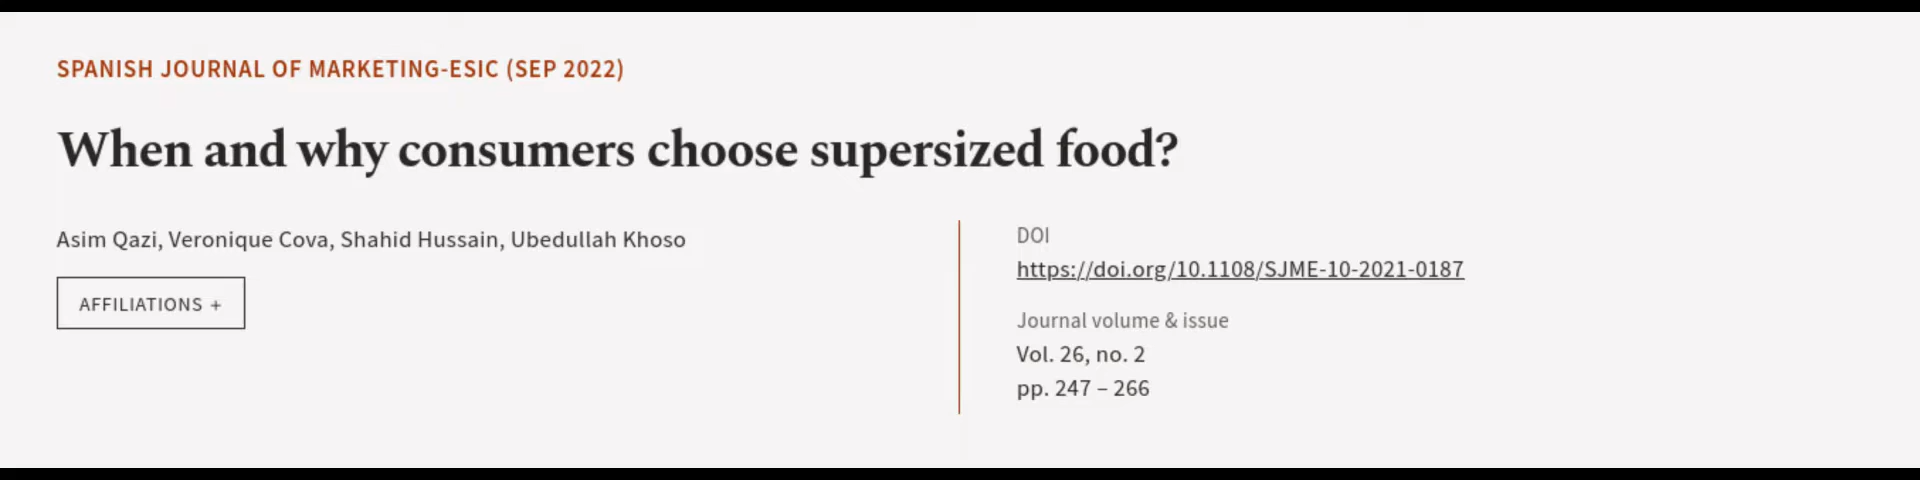 SPANISH JOURNAL OF MARKETING-ESIC (SEP 2022)
When and why consumers choose supersized food?
Asim Qazi, Veronique Cova, Shahid Hussain, Ubedullah Khoso
AFFILIATIONS +
DOI
https://doi.org/10.1108/SJME-10-2021-0187
Journal volume & issue
Vol. 26, no. 2
pp. 247 – 266